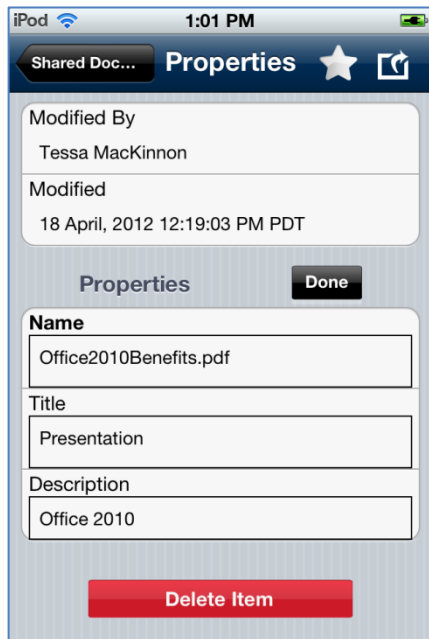 iPod 1:01 PM
Shared Doc... Properties
Modified By
Tessa MacKinnon
Modified
18 April, 2012 12:19:03 PM PDT
Properties Done
Name
Office2010Benefits.pdf
Title
Presentation
Description
Office 2010
Delete Item